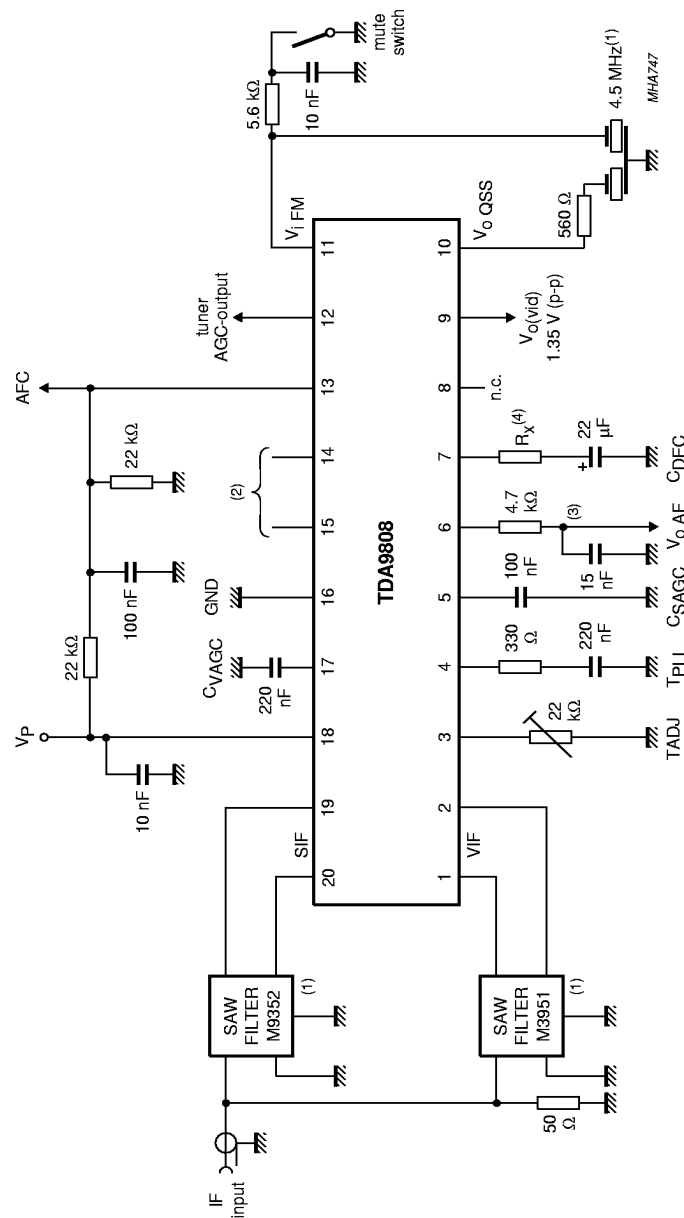 IF
input
50
Ω
SAW
FILTER
M9352
(1)
SAW
FILTER
M3951
(1)
SIF
VIF
VP
10 nF
22 kΩ
100 nF
22 kΩ
AFC
CVAGC
220
nF
GND
(2)
tuner
AGC-output
Vi FM
5.6 kΩ
10 nF
mute
switch
20
19
18
17
16
15
14
13
12
11
TDA9808
1
2
3
4
5
6
7
8
9
10
22
kΩ
TADJ
330
Ω
220
nF
TPLL
100
nF
CSAGC
4.7
kΩ
(3)
15
nF
Vo AF
RX(4)
22
μF
+
CDEC
n.c.
Vo(vid)
1.35 V (p-p)
Vo QSS
560 Ω
4.5 MHz(1)
MHA747